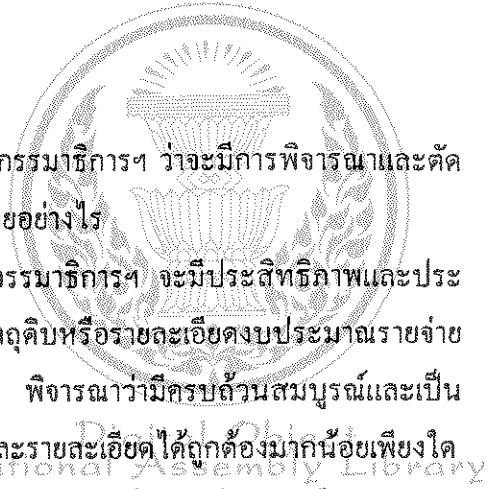 กรรมาธิการฯ ว่าจะมีการพิจารณาและตัด
ยอย่างไร
กรรมาธิการฯ จะมีประสิทธิภาพและประ
ถุดิบหรือรายละเอียดงบประมาณรายจ่าย
พิจารณาว่ามีครบถ้วนสมบูรณ์และเป็น
ละรายละเอียดได้ถูกต้องมากน้อยเพียงใด
ational Assembly Library